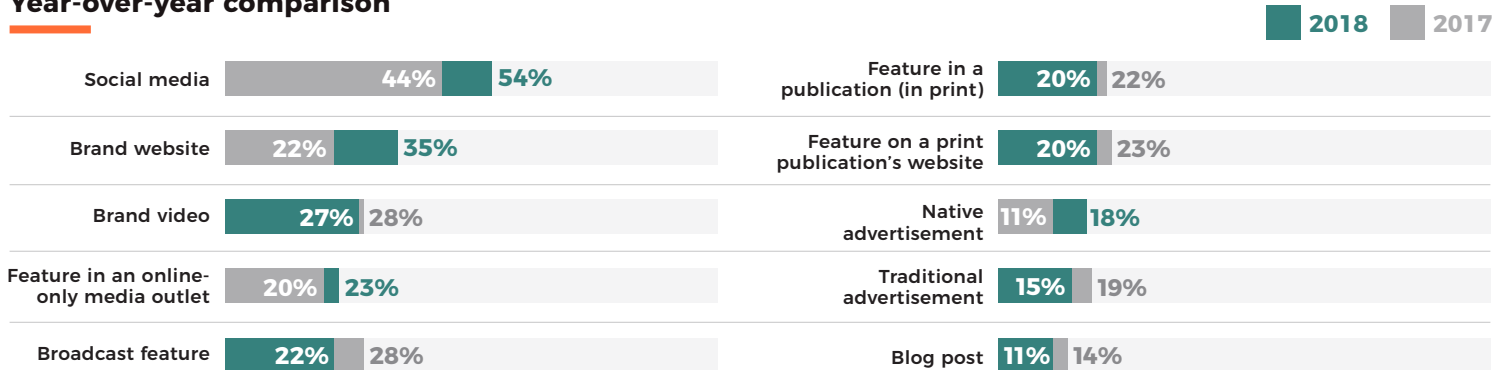 Year-over-year comparison
2018 2017
Social media 44% 54%
Brand website 22% 35%
Brand video 27% 28%
Feature in an online-
only media outlet 20% 23%
Broadcast feature 22% 28%
Feature in a
publication (in print) 20% 22%
Feature on a print
publication’s website 20% 23%
Native
advertisement 11% 18%
Traditional
advertisement 15% 19%
Blog post 11% 14%